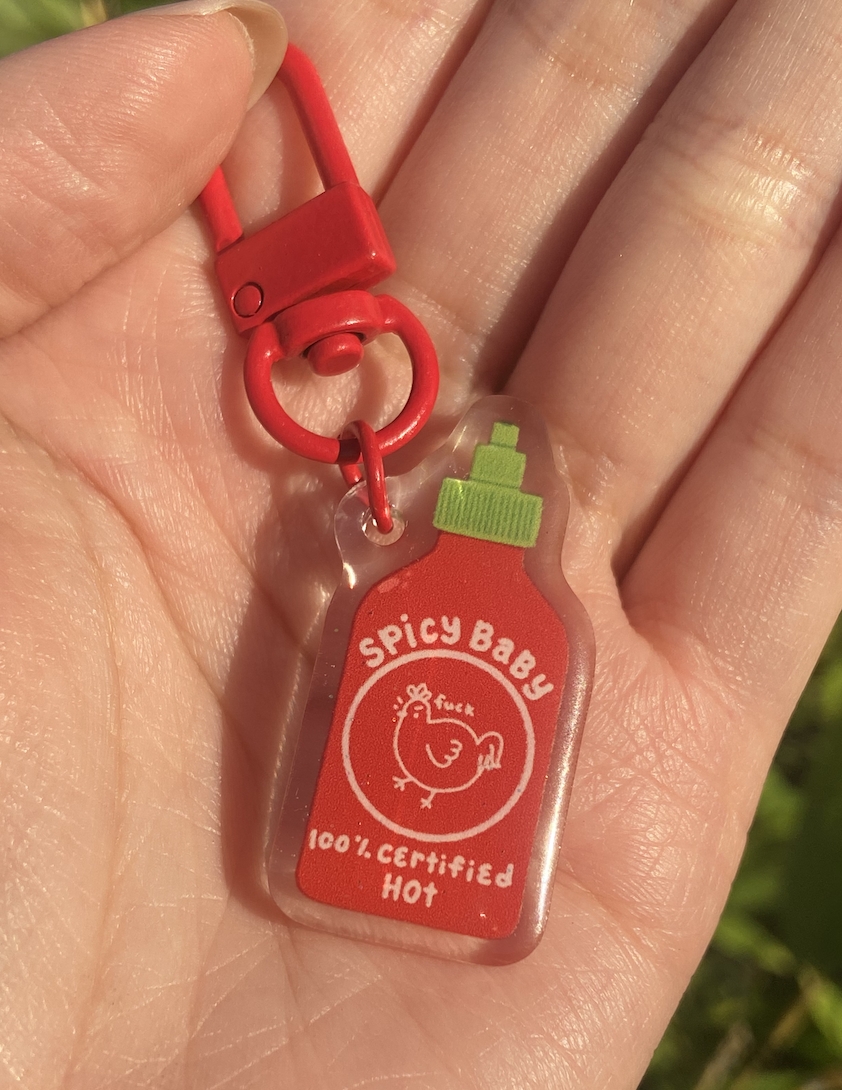 Spicy BaBy
fuck
100% CErtifiEd
HOt